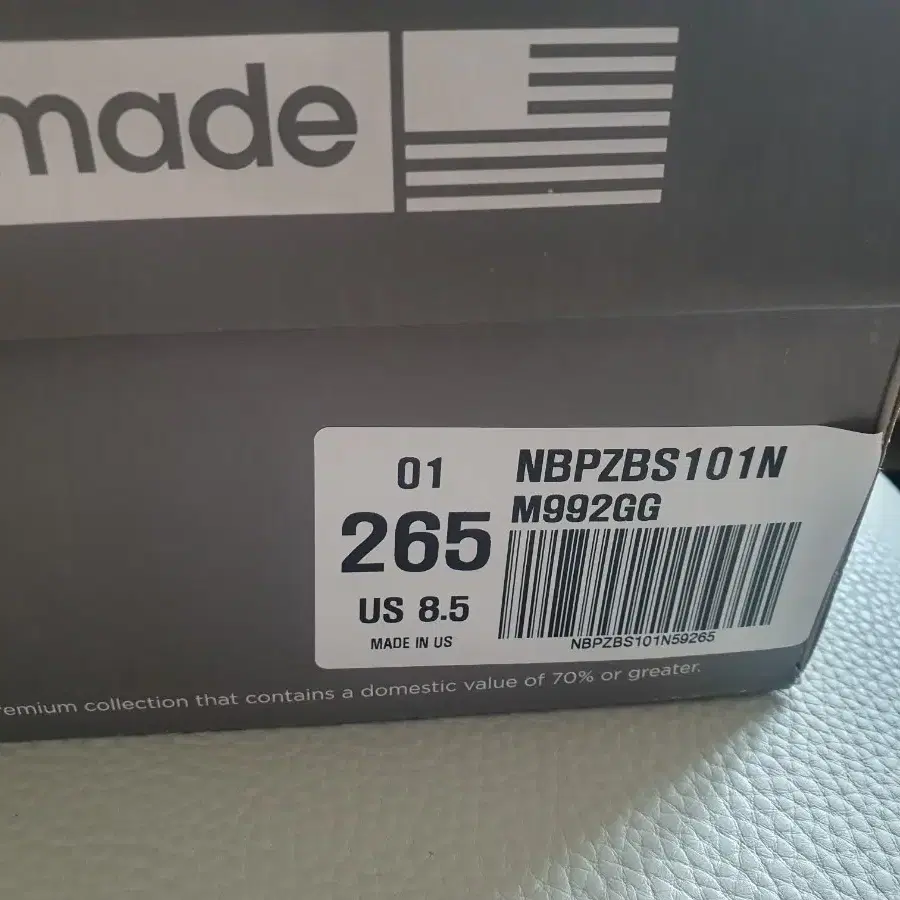 made
01
265
US 8.5
MADE IN US
NBPZBS101N
M992GG
NBPZBS101N59265
collection that contains a domestic value of 70% or greater.